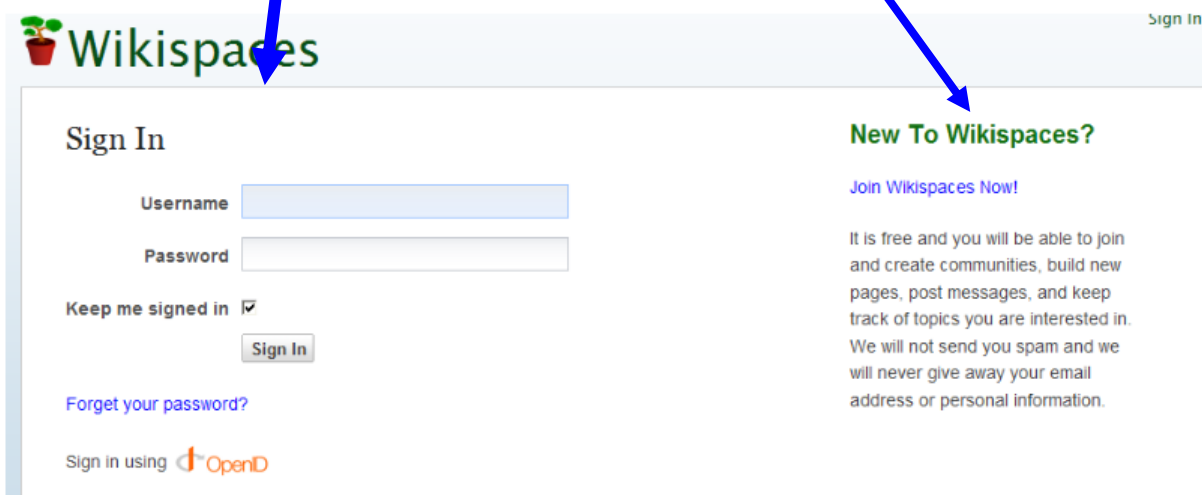 Sign In
Wikispaces
Sign In
Username
Password
Keep me signed in
Sign In
Forget your password?
Sign in using OpenID
New To Wikispaces?
Join Wikispaces Now!
It is free and you will be able to join
and create communities, build new
pages, post messages, and keep
track of topics you are interested in.
We will not send you spam and we
will never give away your email
address or personal information.